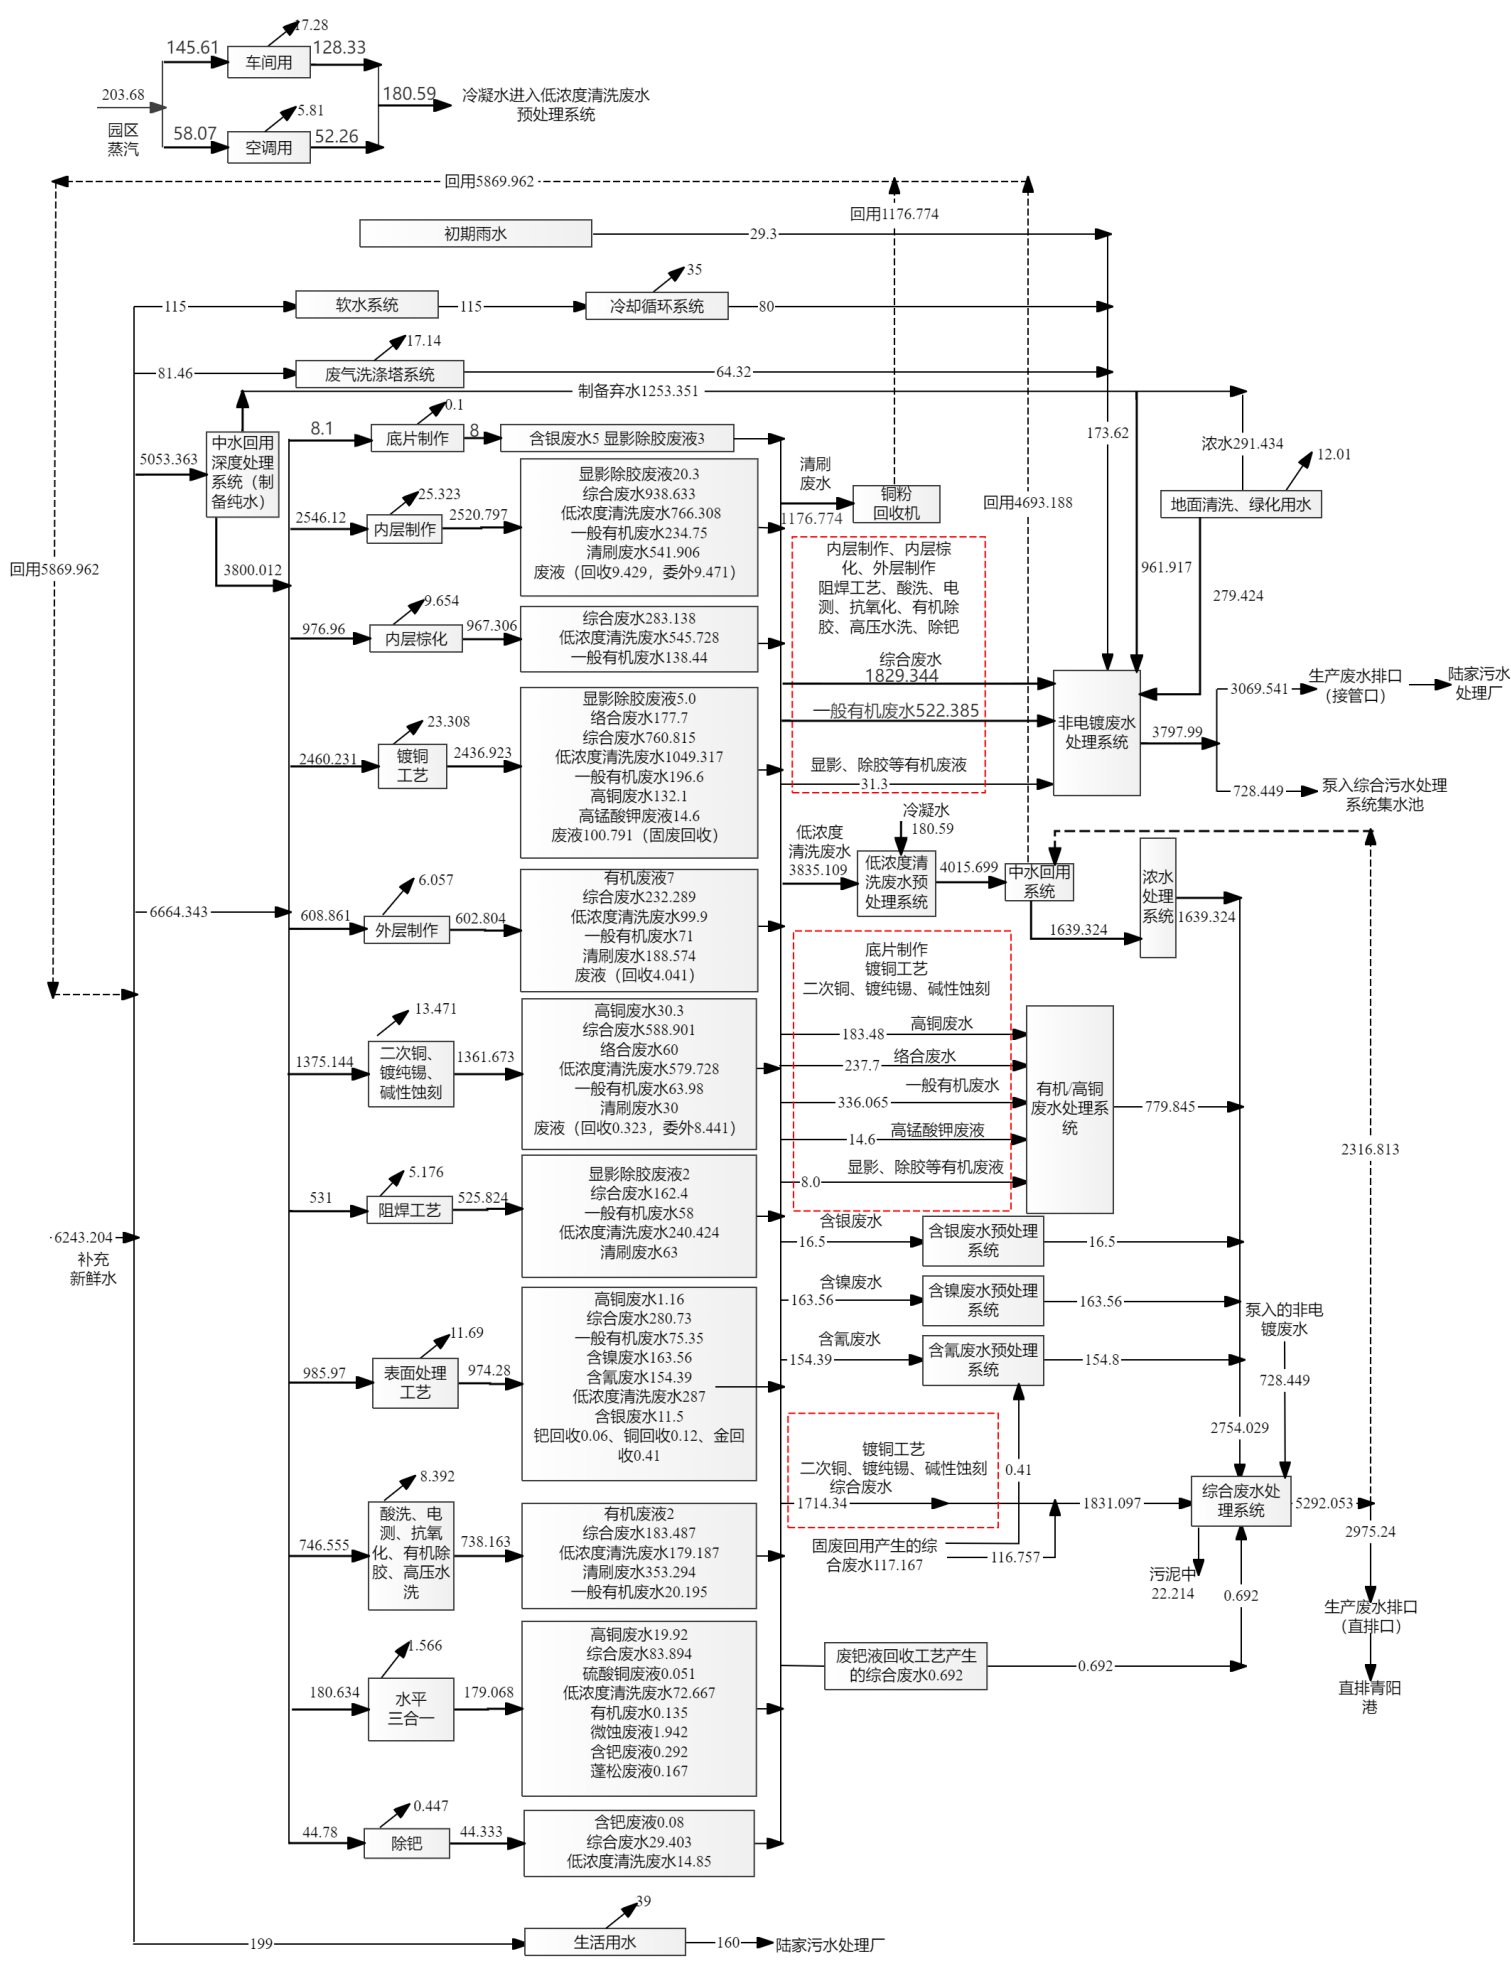 17.28
145.61
车间用
128.33
203.68
180.59
冷凝水进入低浓度清洗废水
预处理系统
园区
蒸汽
5.81
58.07
空调用
52.26
回用5869.962
回用1176.774
初期雨水
29.3
35
115
软水系统
115
冷却循环系统
80
17.14
81.46
废气洗涤塔系统
64.32
制备弃水1253.351
0.1
8.1
底片制作
8
含银废水5 显影除胶废液3
173.62
浓水291.434
12.01
中水回用
深度处理
系统（制
备纯水）
5053.363
清刷
废水
铜粉
回收机
1176.774
回用4693.188
地面清洗、绿化用水
25.323
2546.12
内层制作
2520.797
显影除胶废液20.3
综合废水938.633
低浓度清洗废水766.308
一般有机废水234.75
清刷废水541.906
废液（回收9.429，委外9.471）
回用5869.962
3800.012
内层制作、内层棕
化、外层制作
阻焊工艺、酸洗、电
测、抗氧化、有机除
胶、高压水洗、除钯
961.917
279.424
9.654
976.96
内层棕化
967.306
综合废水283.138
低浓度清洗废水545.728
一般有机废水138.44
综合废水
1829.344
一般有机废水522.385
显影、除胶等有机废液
31.3
非电镀废水
处理系统
3797.99
3069.541
生产废水排口
（接管口）
陆家污水
处理厂
728.449
泵入综合污水处理
系统集水池
23.308
2460.231
镀铜
工艺
2436.923
显影除胶废液5.0
络合废水177.7
综合废水760.815
低浓度清洗废水1049.317
一般有机废水196.6
高铜废水132.1
高锰酸钾废液14.6
废液100.791（固废回收）
冷凝水
180.59
低浓度
清洗废水
3835.109
低浓度清
洗废水预
处理系统
4015.699
中水回用
系统
1639.324
浓水
处理
系统
1639.324
6.057
6664.343
608.861
外层制作
602.804
有机废液7
综合废水232.289
低浓度清洗废水99.9
一般有机废水71
清刷废水188.574
废液（回收4.041）
底片制作
镀铜工艺
二次铜、镀纯锡、碱性蚀刻
183.48
高铜废水
237.7
络合废水
一般有机废水
336.065
14.6
高锰酸钾废液
显影、除胶等有机废液
8.0
有机/高铜
废水处理系
统
779.845
2316.813
13.471
1375.144
二次铜、
镀纯锡、
碱性蚀刻
1361.673
高铜废水30.3
综合废水588.901
络合废水60
低浓度清洗废水579.728
一般有机废水63.98
清刷废水30
废液（回收0.323，委外8.441）
5.176
531
阻焊工艺
525.824
显影除胶废液2
综合废水162.4
一般有机废水58
低浓度清洗废水240.424
清刷废水63
含银废水
16.5
含银废水预处理
系统
16.5
6243.204
补充
新鲜水
含镍废水
163.56
含镍废水预处理
系统
163.56
含氰废水
154.39
含氰废水预处理
系统
154.8
泵入的非电
镀废水
728.449
2754.029
11.69
985.97
表面处理
工艺
974.28
高铜废水1.16
综合废水280.73
一般有机废水75.35
含镍废水163.56
含氰废水154.39
低浓度清洗废水287
含银废水11.5
钯回收0.06、铜回收0.12、金回
收0.41
镀铜工艺
二次铜、镀纯锡、碱性蚀刻
综合废水
1714.34
0.41
1831.097
综合废水处
理系统
5292.053
2975.24
固废回用产生的综
合废水117.167
116.757
污泥中
22.214
0.692
生产废水排口
（直排口）
直排青阳
港
8.392
746.555
酸洗、电
测、抗氧
化、有机除
胶、高压水
洗
738.163
有机废液2
综合废水183.487
低浓度清洗废水179.187
清刷废水353.294
一般有机废水20.195
1.566
180.634
水平
三合一
179.068
高铜废水19.92
综合废水83.894
硫酸铜废液0.051
低浓度清洗废水72.667
有机废水0.135
微蚀废液1.942
含钯废液0.292
蓬松废液0.167
废钯液回收工艺产生
的综合废水0.692
0.692
0.447
44.78
除钯
44.333
含钯废液0.08
综合废水29.403
低浓度清洗废水14.85
39
199
生活用水
160
陆家污水处理厂